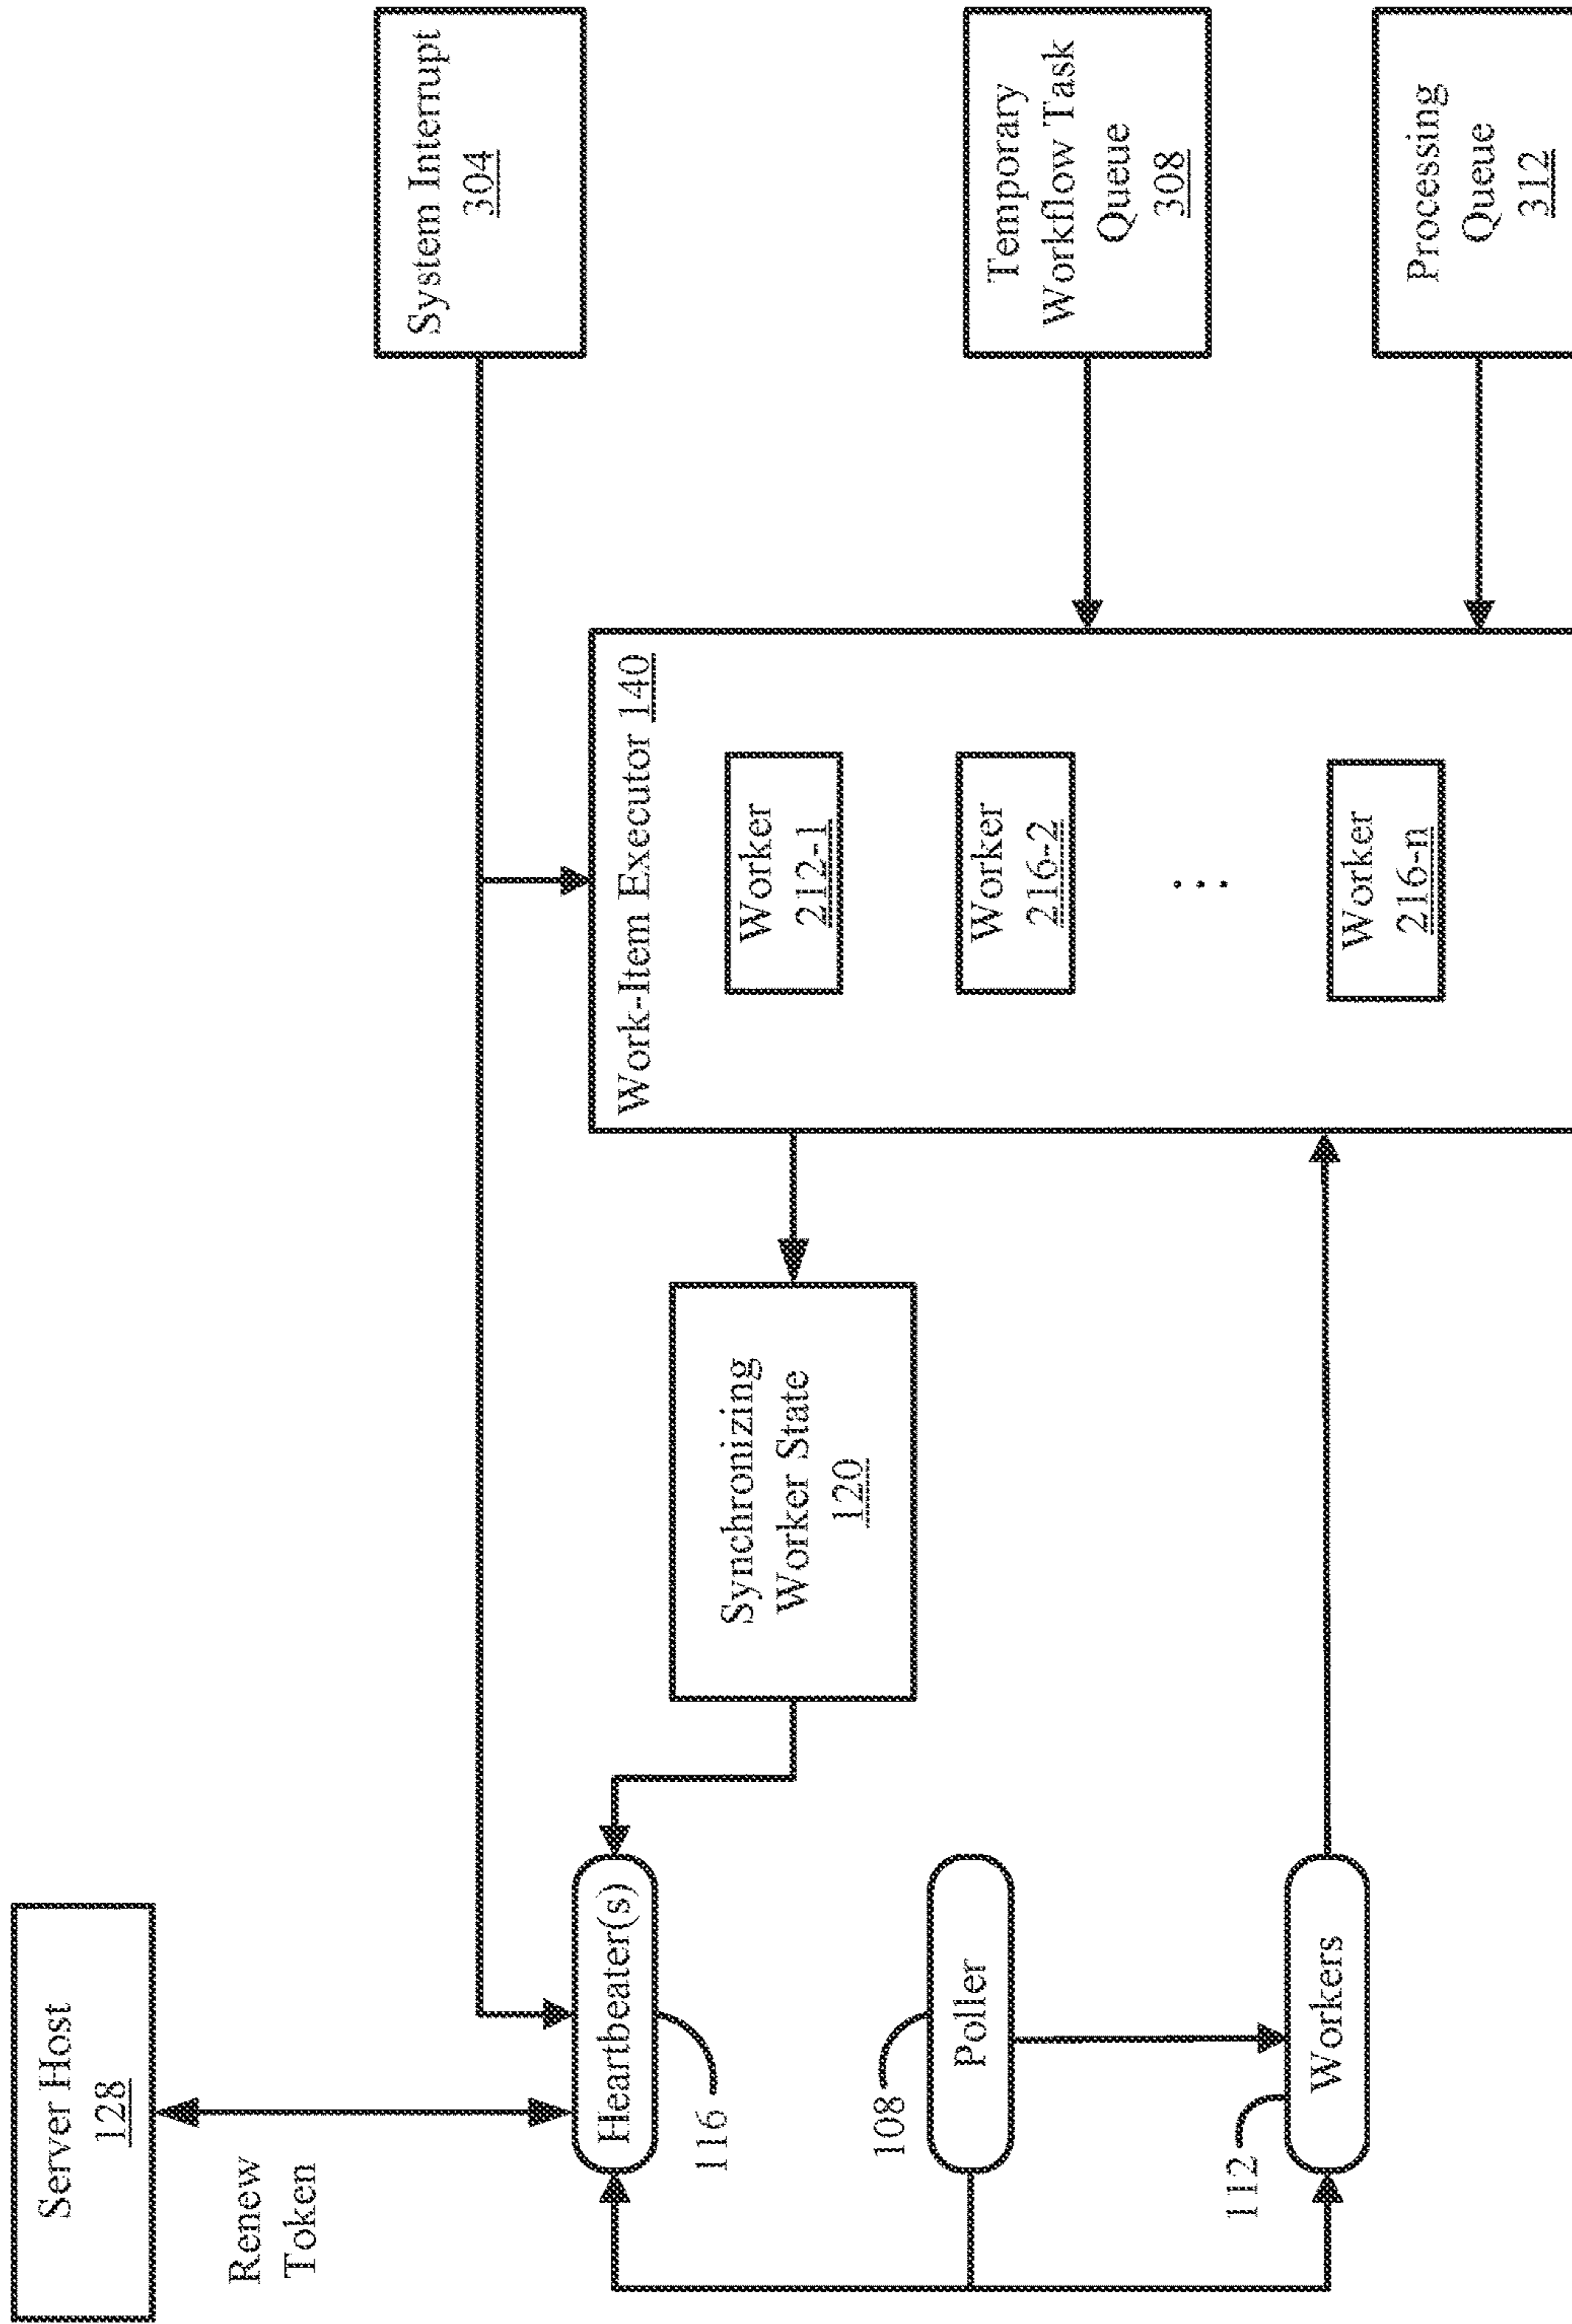 Server Host
128
Renew
Token
System Interrupt
304
Heartbeater(s)
116
Synchronizing
Worker State
120
Work-Item Executor 140
Worker
212-1
Worker
216-2
Worker
216-n
Temporary
Workflow Task
Queue
308
108
Poller
112
Workers
Processing
Queue
312